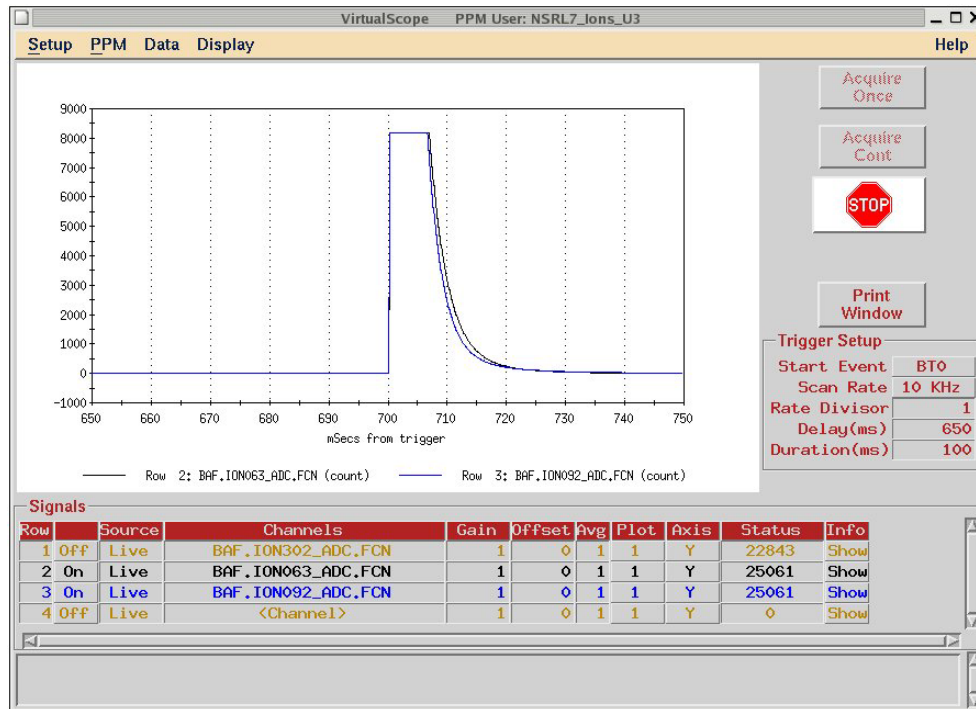 VirtualScope PPM User: NSRL7_Ions_U3
Setup PPM Data Display Help
Acquire Once
Acquire Cont
STOP
Print Window
9000
8000
7000
6000
5000
4000
3000
2000
1000
0
-1000
650 660 670 680 690 700 710 720 730 740 750
mSecs from trigger
Row 2: BAF.ION063_ADC.FCN (count) Row 3: BAF.ION092_ADC.FCN (count)
Trigger Setup
Start Event BT0
Scan Rate 10 KHz
Rate Divisor 1
Delay(ms) 650
Duration(ms) 100
Signals
Row Source Channels Gain Offset Avg Plot Axis Status Info
1 Off Live BAF.ION302_ADC.FCN 1 0 1 1 Y 22843 Show
2 On Live BAF.ION063_ADC.FCN 1 0 1 1 Y 25061 Show
3 On Live BAF.ION092_ADC.FCN 1 0 1 1 Y 25061 Show
4 Off Live <Channel> 1 0 1 1 Y 0 Show